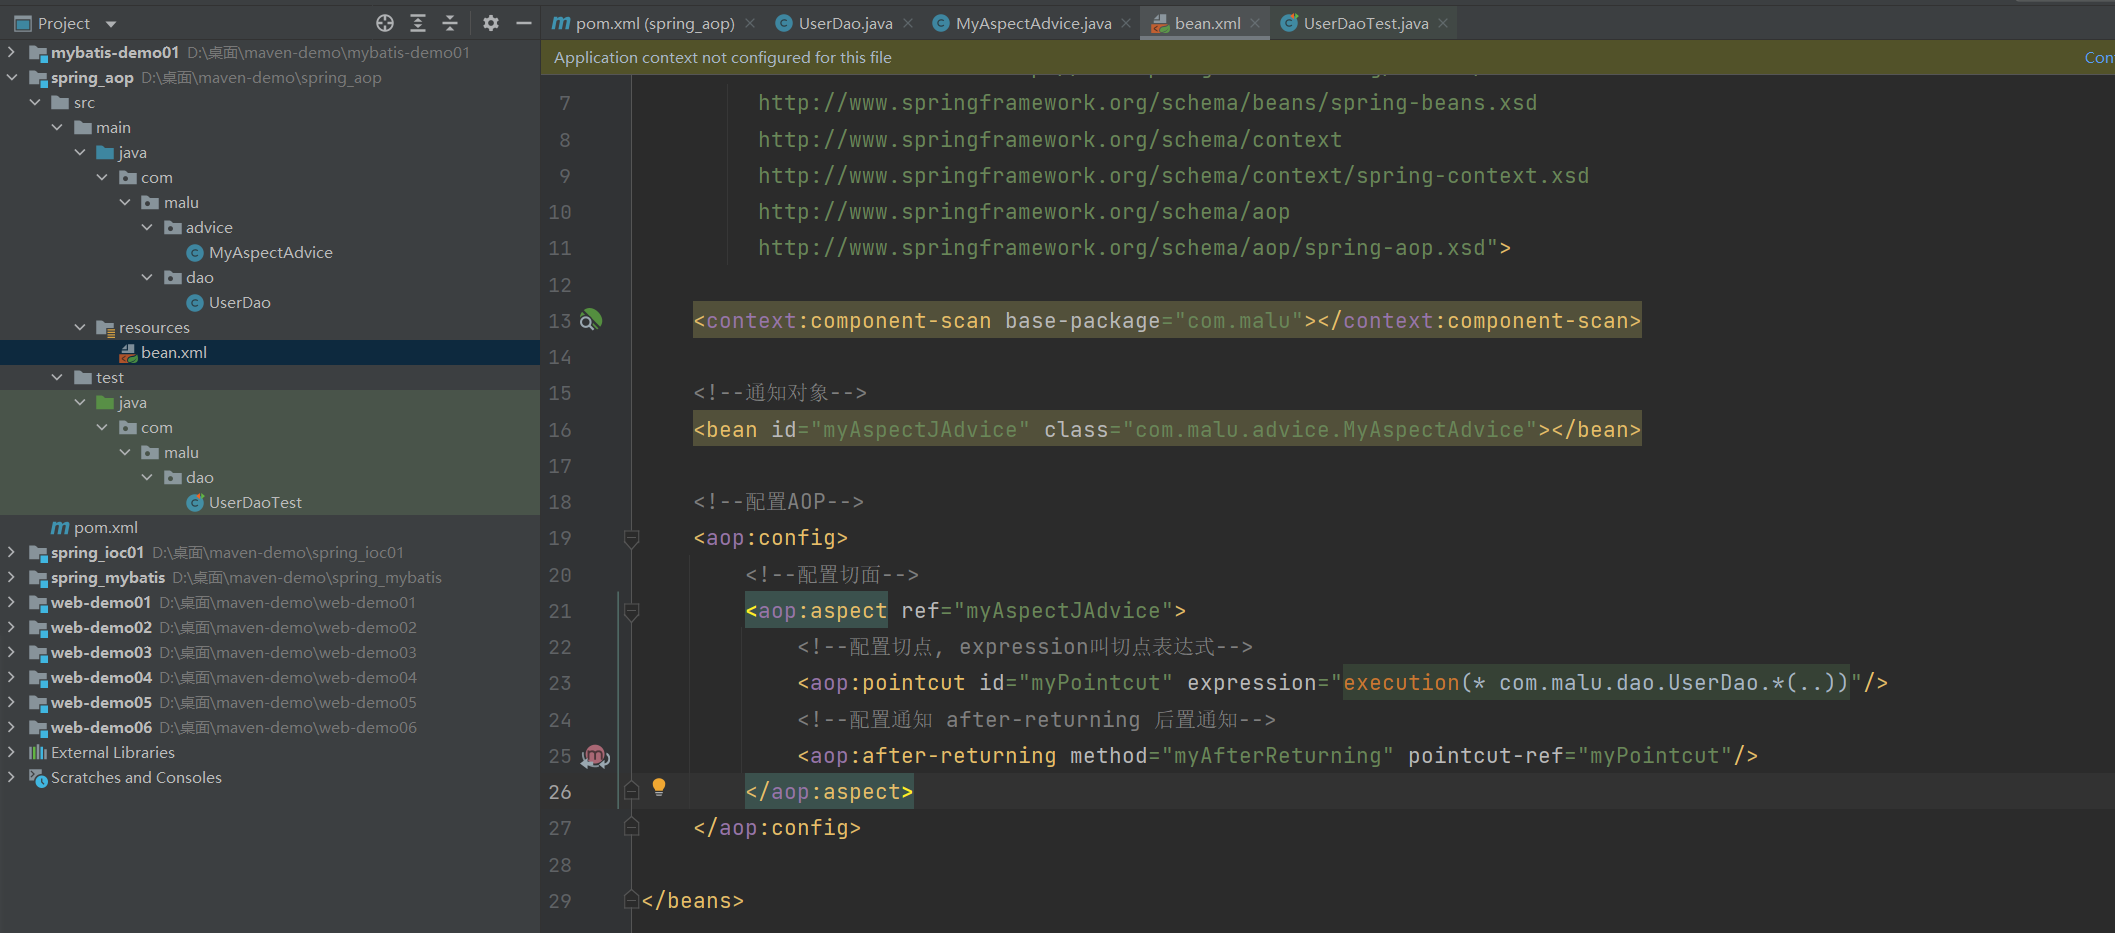 Project
pom.xml (spring_aop)
UserDao.java
MyAspectAdvice.java
bean.xml
UserDaoTest.java
Application context not configured for this file
Con
mybatis-demo01 D:\桌面\maven-demo\mybatis-demo01
spring_aop D:\桌面\maven-demo\spring_aop
src
main
java
com
malu
advice
MyAspectAdvice
dao
UserDao
resources
bean.xml
test
java
com
malu
dao
UserDaoTest
pom.xml
spring_ioc01 D:\桌面\maven-demo\spring_ioc01
spring_mybatis D:\桌面\maven-demo\spring_mybatis
web-demo01 D:\桌面\maven-demo\web-demo01
web-demo02 D:\桌面\maven-demo\web-demo02
web-demo03 D:\桌面\maven-demo\web-demo03
web-demo04 D:\桌面\maven-demo\web-demo04
web-demo05 D:\桌面\maven-demo\web-demo05
web-demo06 D:\桌面\maven-demo\web-demo06
External Libraries
Scratches and Consoles
7 http://www.springframework.org/schema/beans/spring-beans.xsd
8 http://www.springframework.org/schema/context
9 http://www.springframework.org/schema/context/spring-context.xsd
10 http://www.springframework.org/schema/aop
11 http://www.springframework.org/schema/aop/spring-aop.xsd">
12
13 <context:component-scan base-package="com.malu"></context:component-scan>
14
15 <!--通知对象-->
16 <bean id="myAspectJAdvice" class="com.malu.advice.MyAspectAdvice"></bean>
17
18 <!--配置AOP-->
19 <aop:config>
20 <!--配置切面-->
21 <aop:aspect ref="myAspectJAdvice">
22 <!--配置切点, expression叫切点表达式-->
23 <aop:pointcut id="myPointcut" expression="execution(* com.malu.dao.UserDao.*(..))"/>
24 <!--配置通知 after-returning 后置通知-->
25 <aop:after-returning method="myAfterReturning" pointcut-ref="myPointcut"/>
26 </aop:aspect>
27 </aop:config>
28
29 </beans>